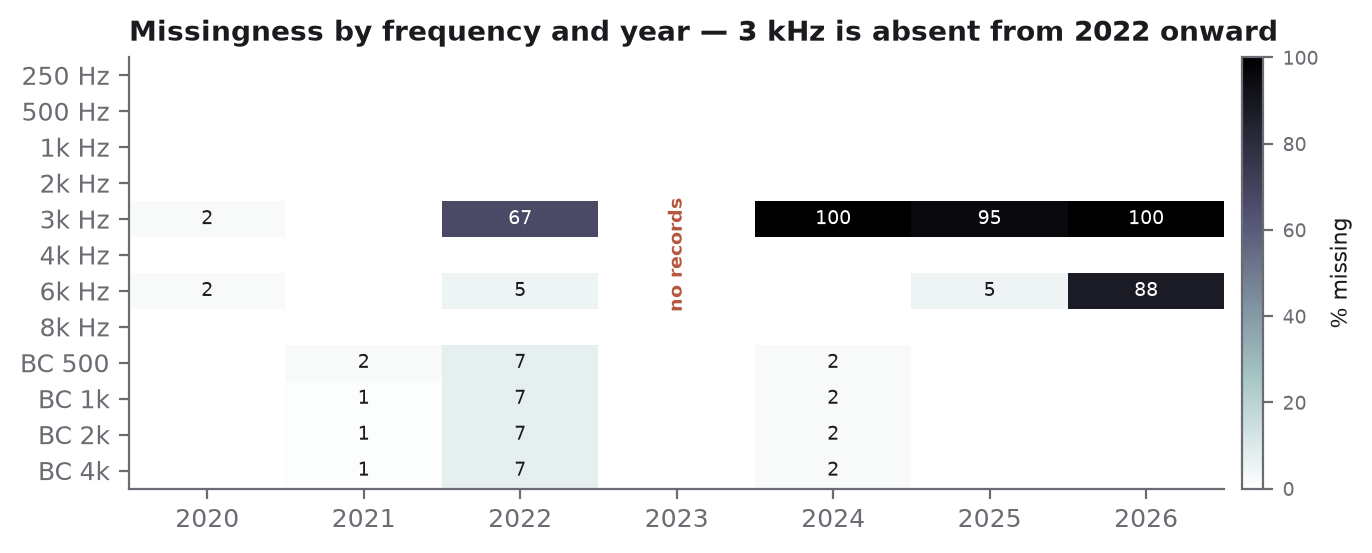 Missingness by frequency and year — 3 kHz is absent from 2022 onward
250 Hz
500 Hz
1k Hz
2k Hz
3k Hz 2 67 100 95 100
4k Hz
6k Hz 2 5 5 88
8k Hz
BC 500 2 7 2
BC 1k 1 7 2
BC 2k 1 7 2
BC 4k 1 7 2
no records
2020 2021 2022 2023 2024 2025 2026
100
80
60
40
20
0
% missing